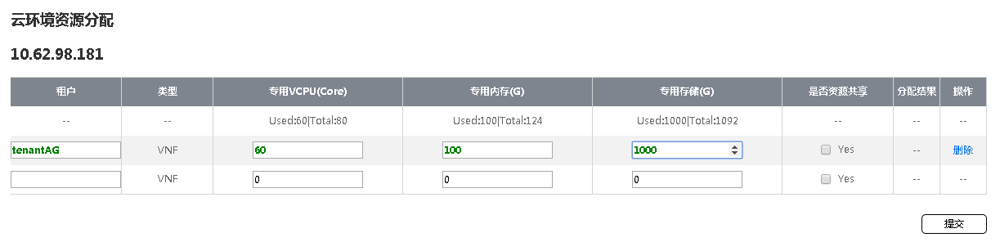 云环境资源分配
10.62.98.181
租户 类型 专用VCPU(Core) 专用内存(G) 专用存储(G) 是否资源共享 分配结果 操作
-- -- Used:60|Total:80 Used:100|Total:124 Used:1000|Total:1092 -- -- --
tenantAG VNF 60 100 1000 Yes -- 删除
VNF 0 0 0 Yes -- --
提交